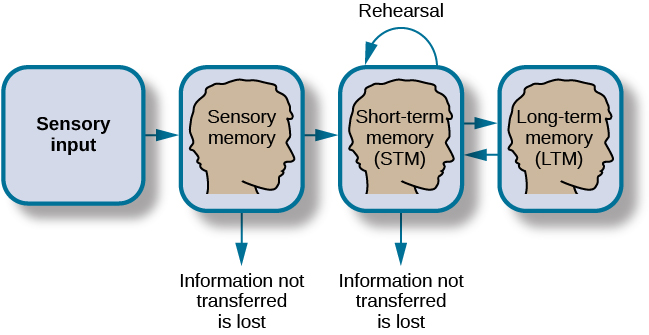 Rehearsal
Sensory
input
Sensory
memory
Short-term
memory
(STM)
Long-term
memory
(LTM)
Information not
transferred
is lost
Information not
transferred
is lost